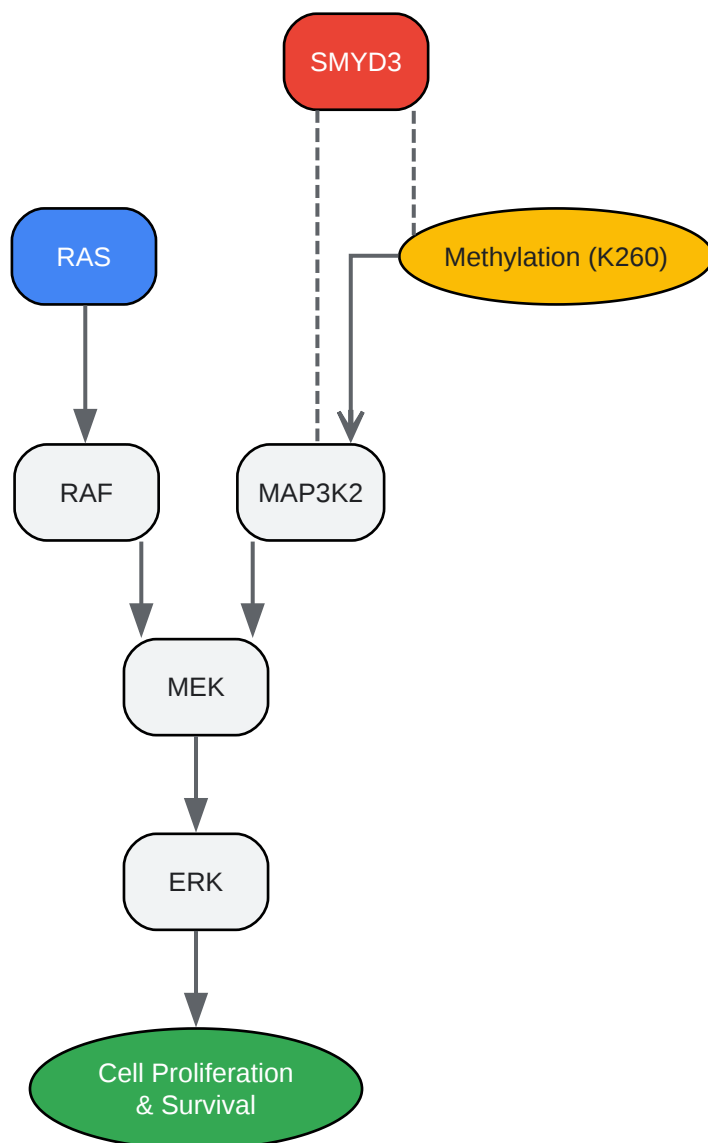 SMYD3
RAS
Methylation (K260)
RAF
MAP3K2
MEK
ERK
Cell Proliferation
& Survival